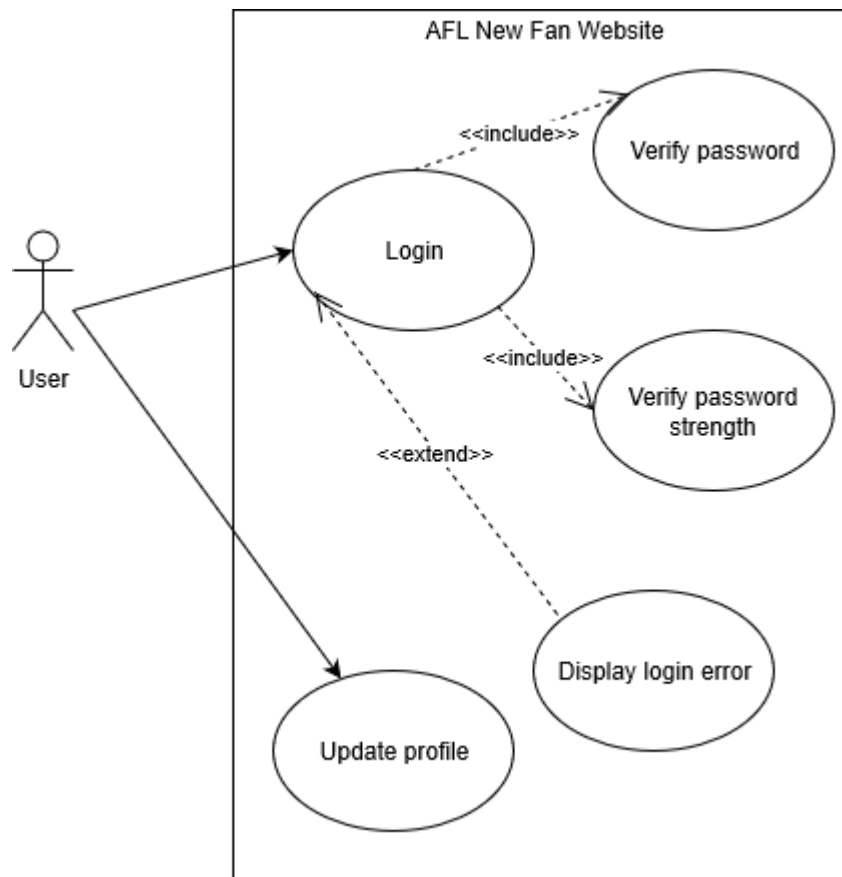 AFL New Fan Website
Verify password
<<include>>
Login
User
<<include>>
Verify password
strength
<<extend>>
Display login error
Update profile